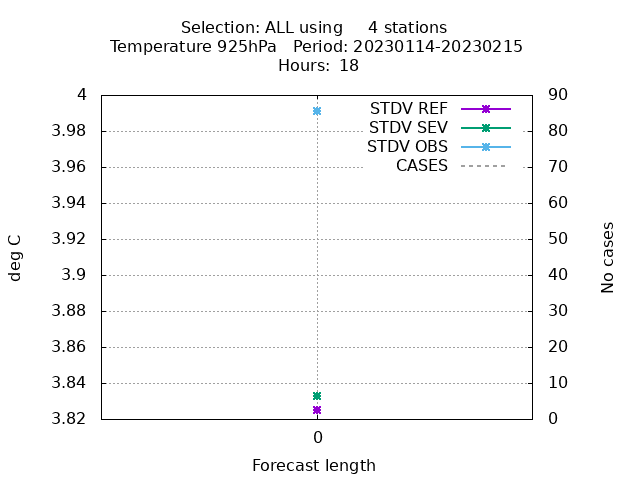 Selection: ALL using     4 stations
Temperature 925hPa   Period: 20230114-20230215
Hours:  18
4
3.98
3.96
3.94
3.92
3.9
3.88
3.86
3.84
3.82
deg C
STDV REF
STDV SEV
STDV OBS
CASES
90
80
70
60
50
40
30
20
10
0
No cases
0
Forecast length